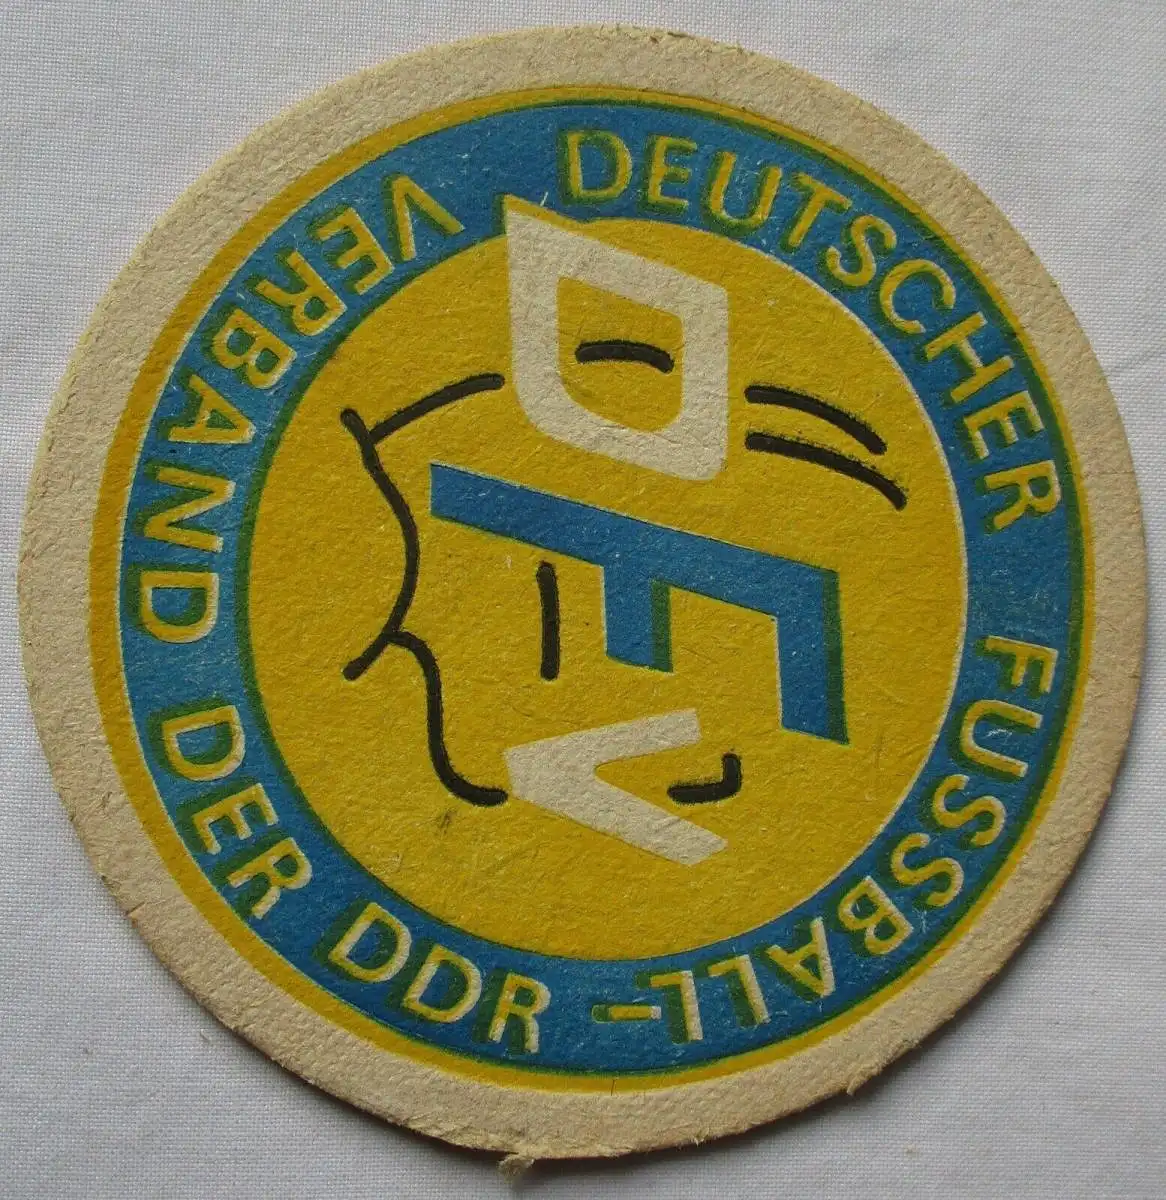 DEUTSCHER FUSSBALL-
VERBAND DER DDR
DFV